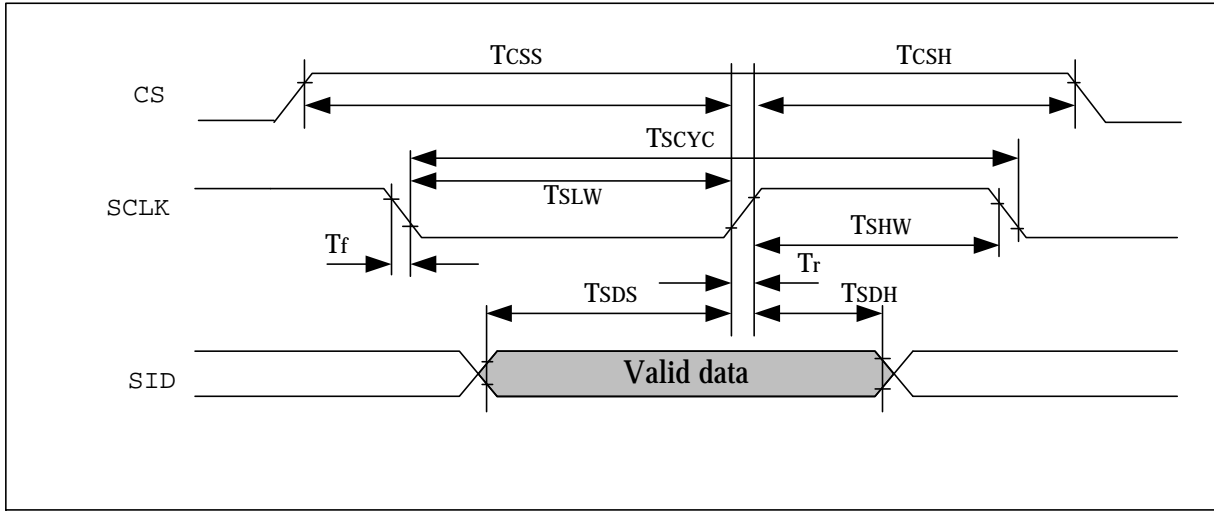 TCSS
TCSH
CS
TSCYC
TSLW
SCLK
TSHW
Tf
Tr
TSDS
TSDH
SID
Valid data